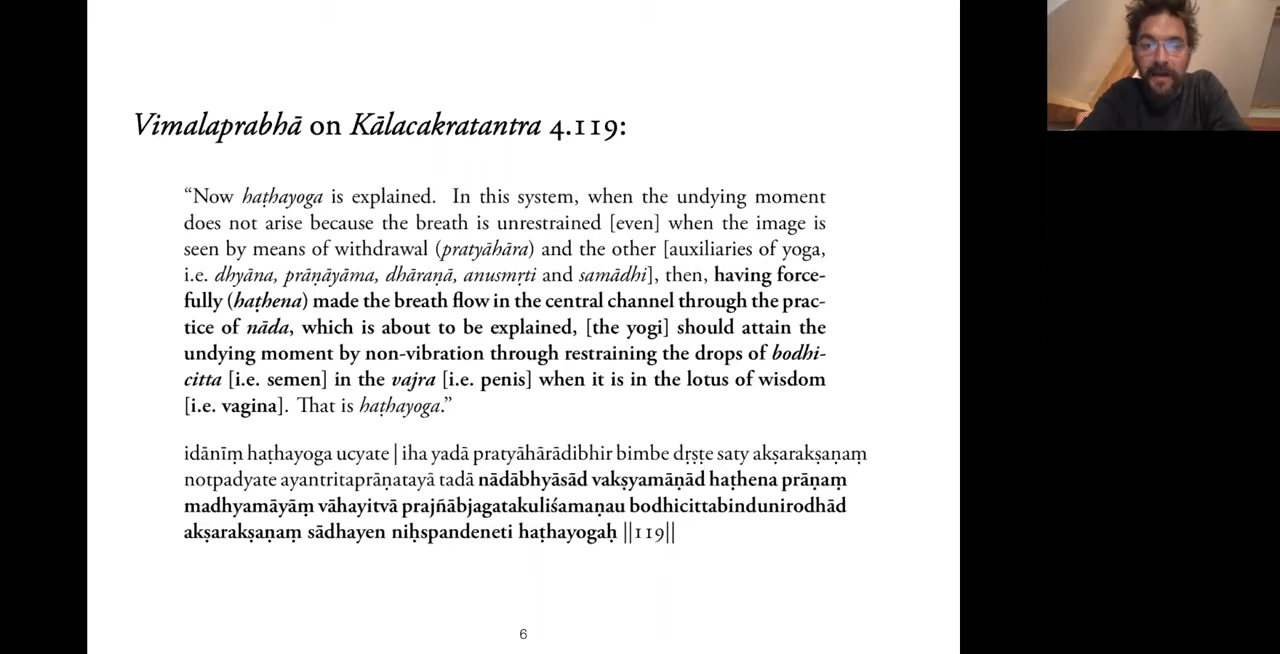 Vimalaprabhā on Kālacakratantra 4.119:
“Now haṭhayoga is explained. In this system, when the undying moment
does not arise because the breath is unrestrained [even] when the image is
seen by means of withdrawal (pratyāhāra) and the other [auxiliaries of yoga,
i.e. dhyāna, prāṇāyāma, dhāraṇā, anusmṛti and samādhi], then, having force-
fully (haṭhena) made the breath flow in the central channel through the prac-
tice of nāda, which is about to be explained, [the yogi] should attain the
undying moment by non-vibration through restraining the drops of bodhi-
citta [i.e. semen] in the vajra [i.e. penis] when it is in the lotus of wisdom
[i.e. vagina]. That is haṭhayoga.”
idānīṃ haṭhayoga ucyate | iha yadā pratyāhārādibhir bimbe dṛṣṭe saty akṣarakṣaṇaṃ
notpadyate ayantritaprāṇatayā tadā nādābhyāsād vakṣyamāṇād haṭhena prāṇaṃ
madhyamāyāṃ vāhayitvā prajñābjagatakuliśamaṇau bodhicittabindunirodhād
akṣarakṣaṇaṃ sādhayen niḥspandeneti haṭhayogaḥ ||119||
6